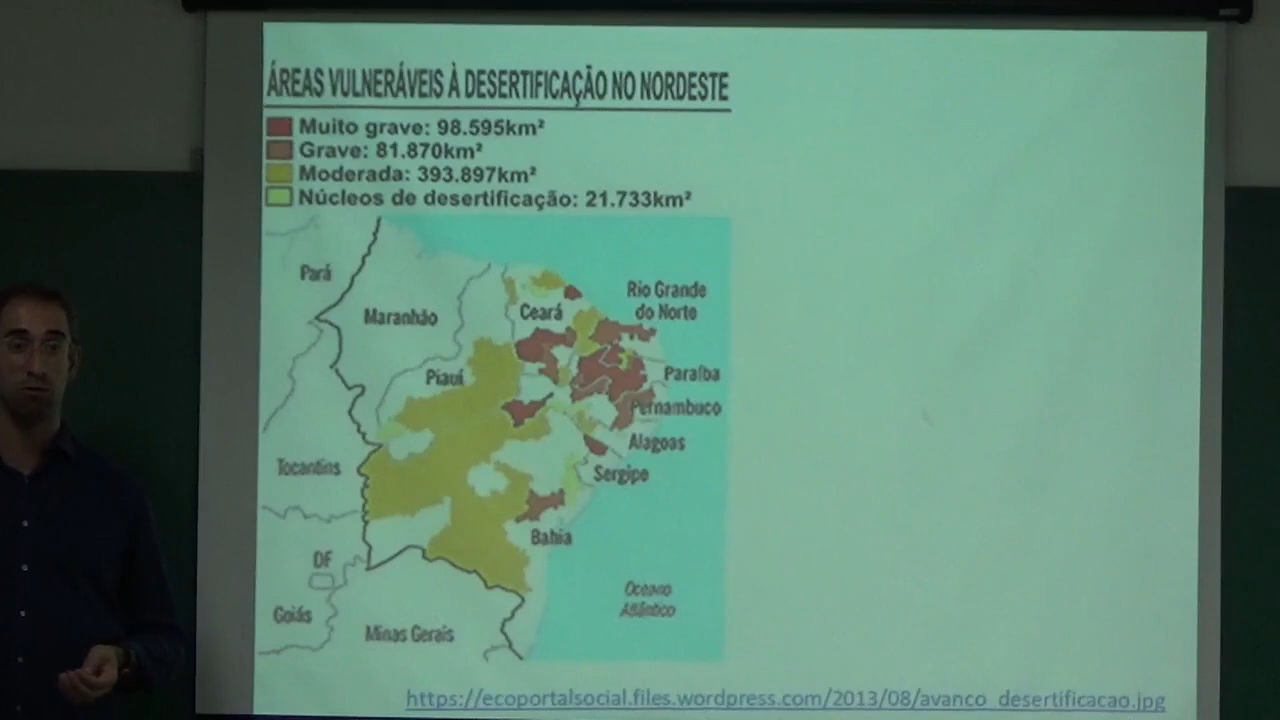 ÁREAS VULNERÁVEIS À DESERTIFICAÇÃO NO NORDESTE
Muito grave: 98.595km²
Grave: 81.870km²
Moderada: 393.897km²
Núcleos de desertificação: 21.733km²
Pará
Maranhão
Ceará
Rio Grande
do Norte
Piauí
Paraíba
Pernambuco
Alagoas
Tocantins
Sergipe
Bahia
DF
Goiás
Minas Gerais
Oceano
Atlântico
https://ecoportalsocial.files.wordpress.com/2013/08/avanco_desertificacao.jpg